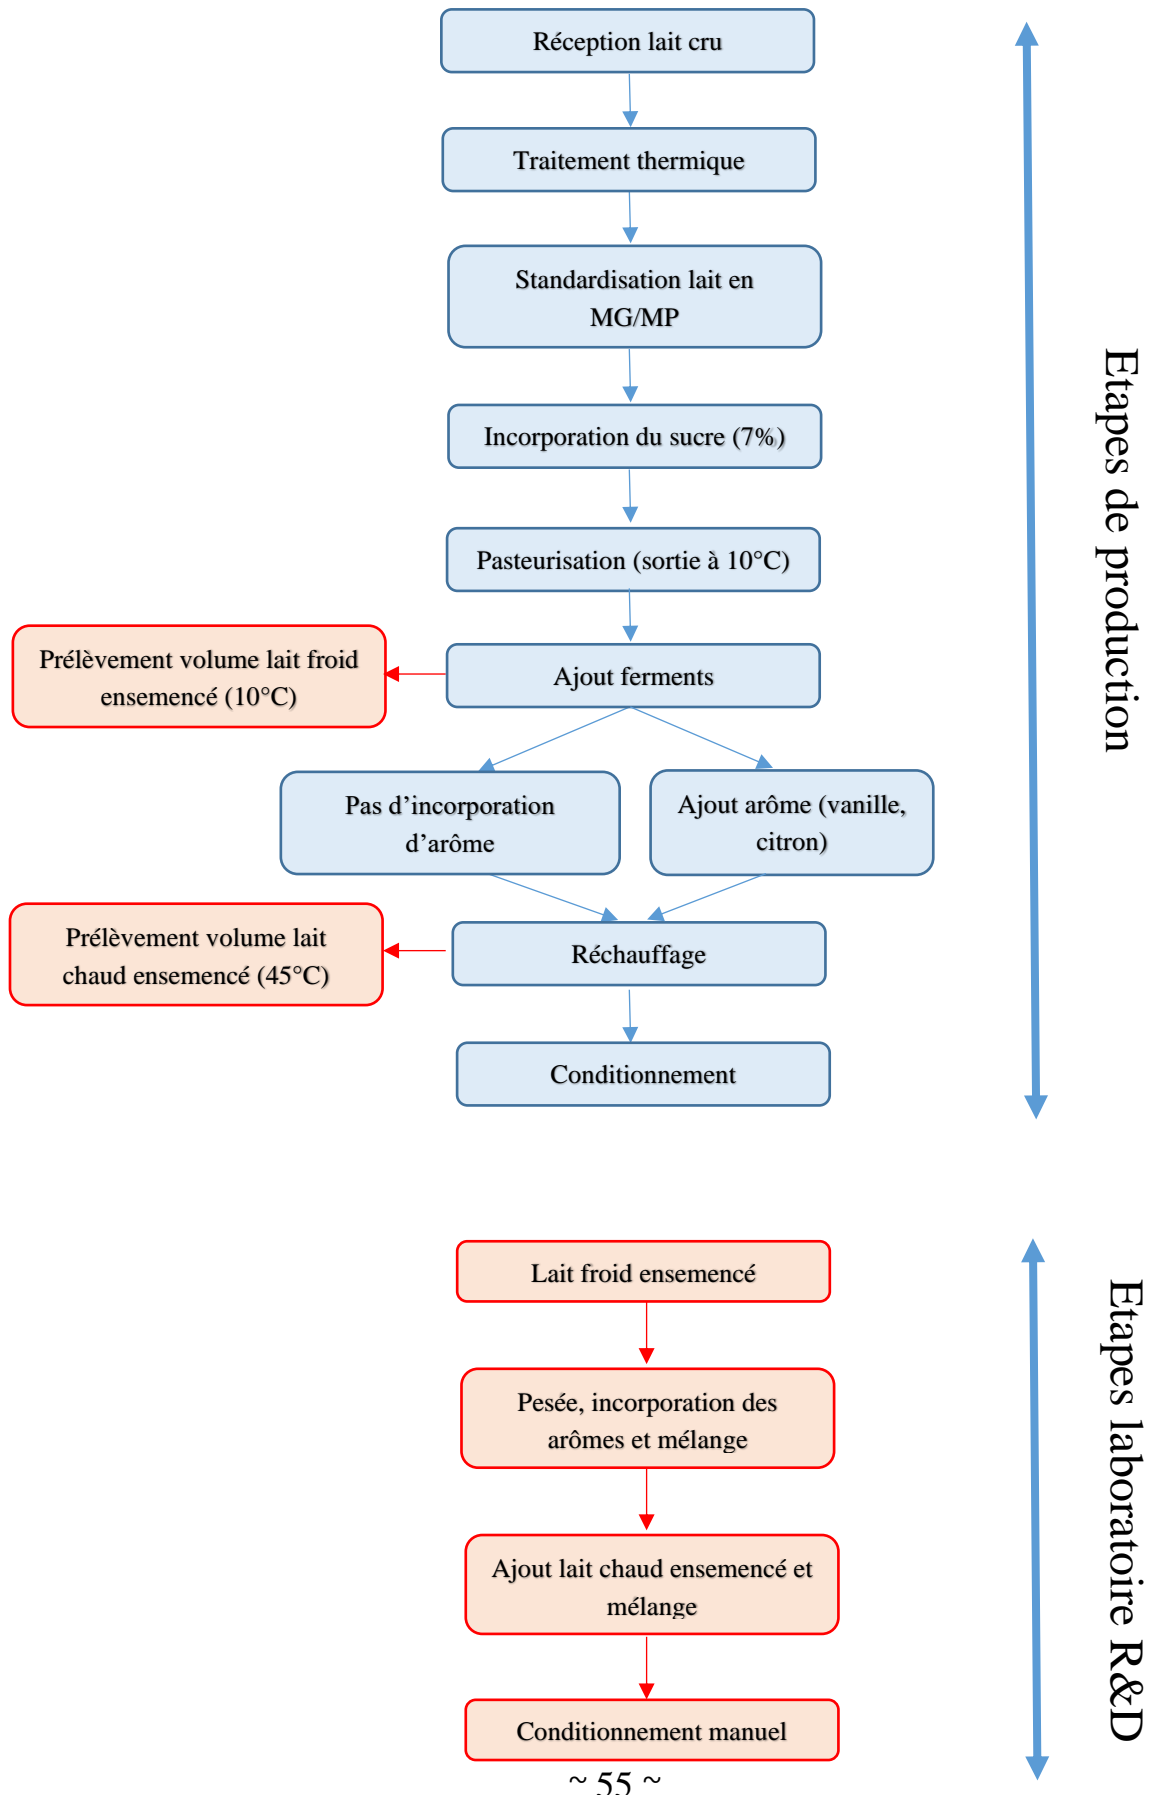 Réception lait cru
Traitement thermique
Standardisation lait en
MG/MP
Incorporation du sucre (7%)
Pasteurisation (sortie à 10°C)
Prélèvement volume lait froid
ensemencé (10°C)
Ajout ferments
Pas d’incorporation
d’arôme
Ajout arôme (vanille,
citron)
Prélèvement volume lait
chaud ensemencé (45°C)
Réchauffage
Conditionnement
Etapes de production
Lait froid ensemencé
Pesée, incorporation des
arômes et mélange
Ajout lait chaud ensemencé et
mélange
Conditionnement manuel
Etapes laboratoire R&D
~ 55 ~